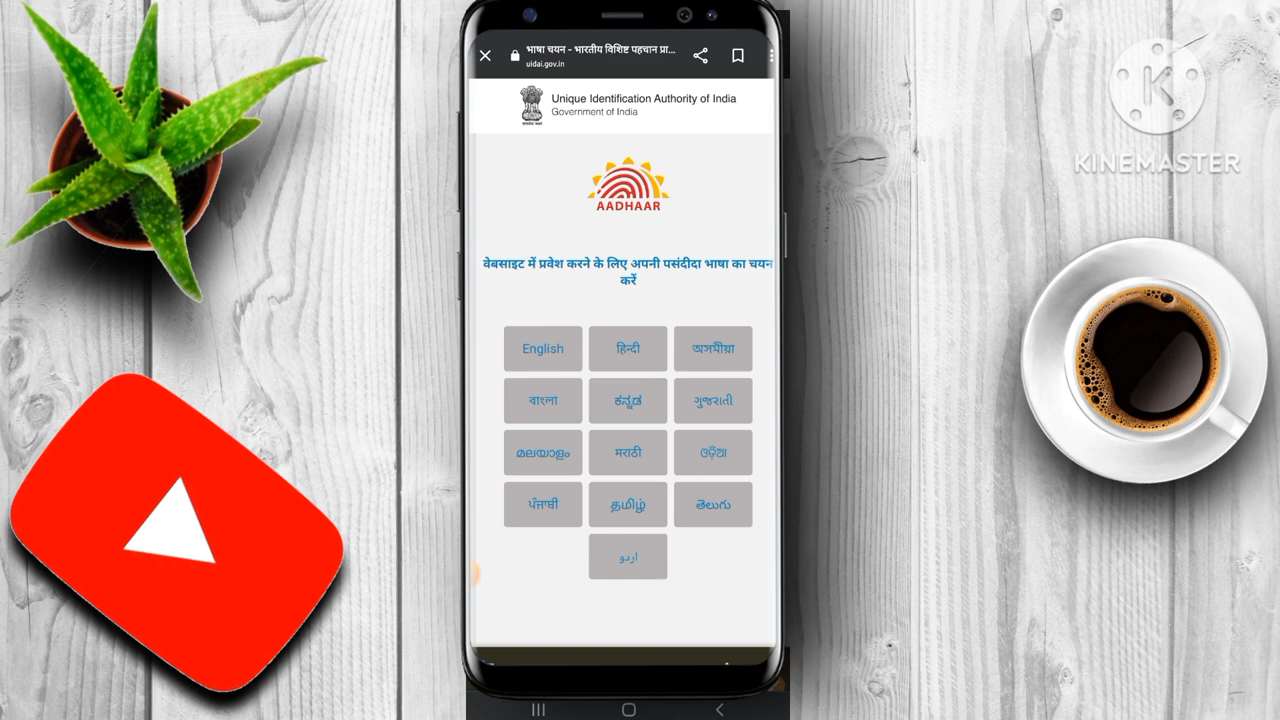 भाषा चयन - भारतीय विशिष्ट पहचान प्रा...
uidai.gov.in
Unique Identification Authority of India
Government of India
AADHAAR
वेबसाइट में प्रवेश करने के लिए अपनी पसंदीदा भाषा का चयन
करें
English हिन्दी অসমীয়া
বাংলা ಕನ್ನಡ ગુજરાતી
മലയാളം मराठी ଓଡ଼ିଆ
ਪੰਜਾਬੀ தமிழ் తెలుగు
اردو
K
KINEMASTER